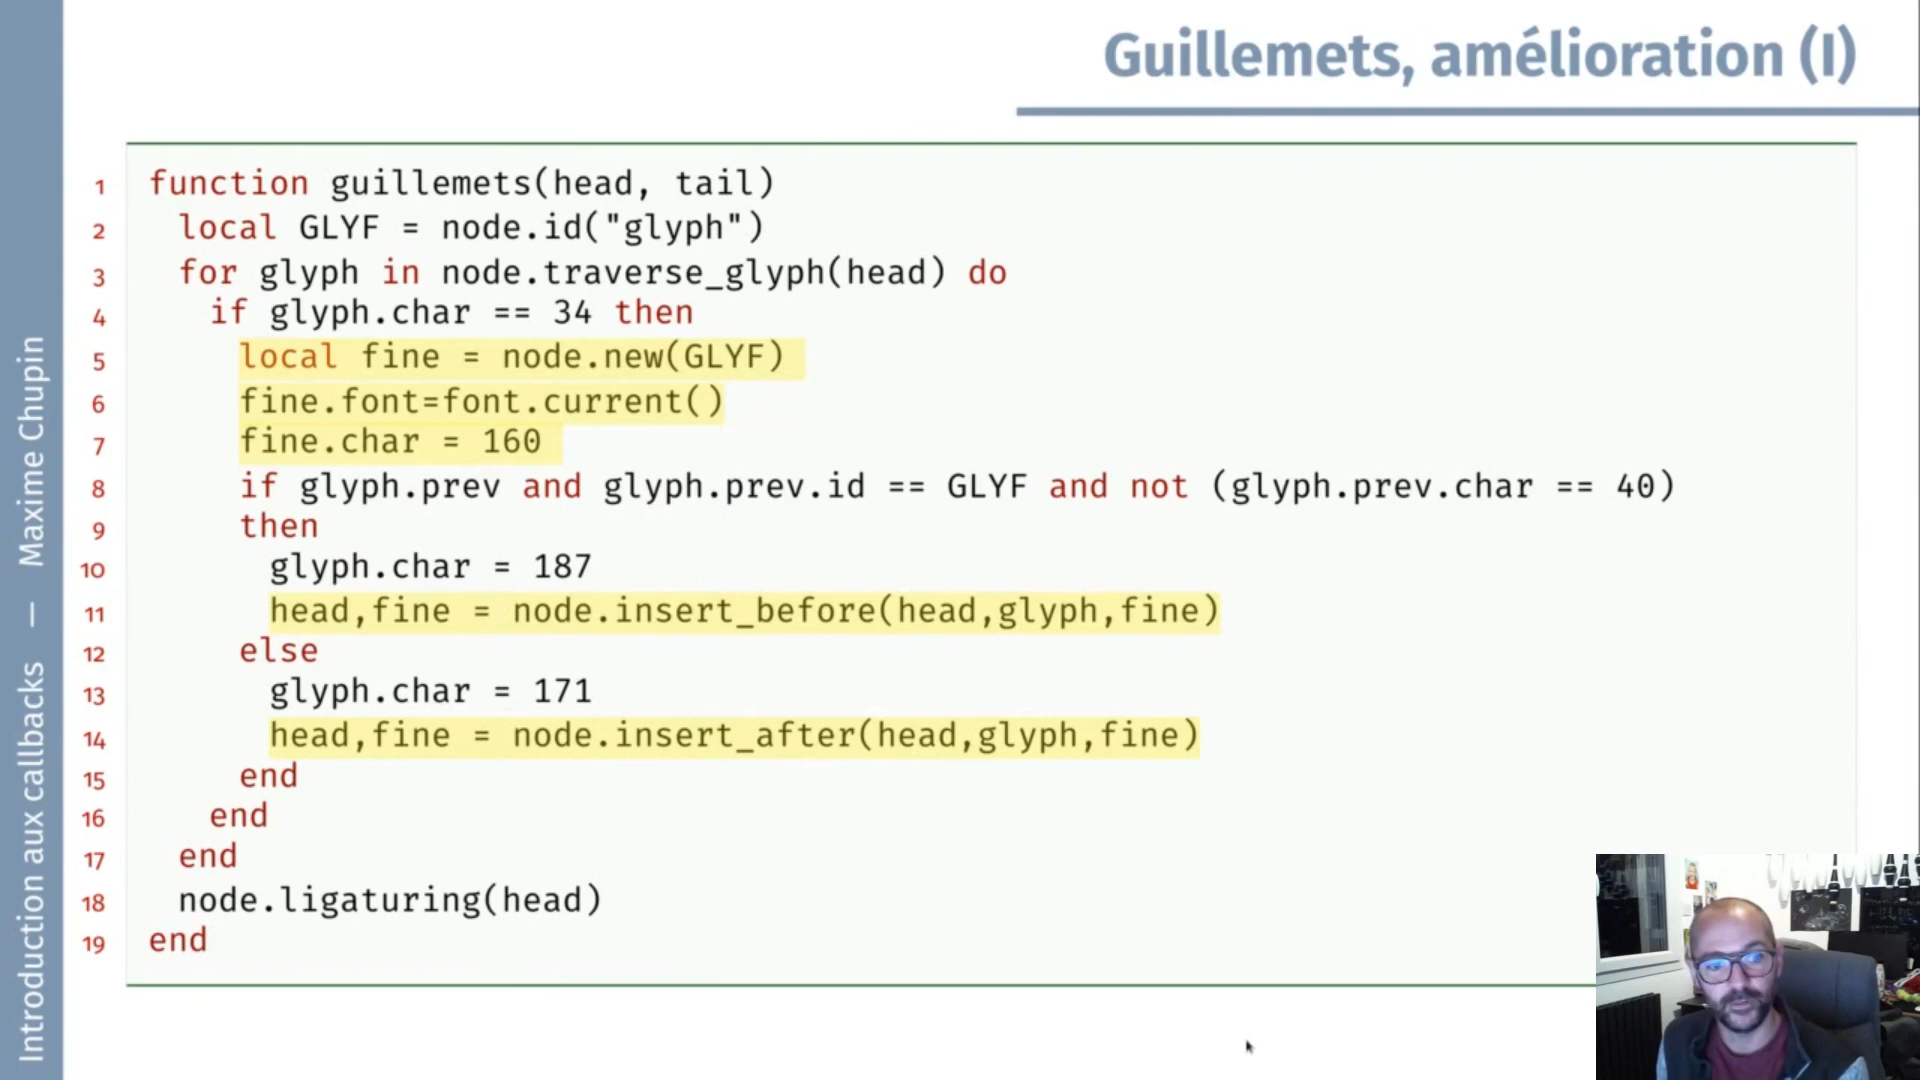 Guillemets, amélioration (I)
1 function guillemets(head, tail)
2 local GLYF = node.id("glyph")
3 for glyph in node.traverse_glyph(head) do
4 if glyph.char == 34 then
5 local fine = node.new(GLYF)
6 fine.font=font.current()
7 fine.char = 160
8 if glyph.prev and glyph.prev.id == GLYF and not (glyph.prev.char == 40)
9 then
10 glyph.char = 187
11 head,fine = node.insert_before(head,glyph,fine)
12 else
13 glyph.char = 171
14 head,fine = node.insert_after(head,glyph,fine)
15 end
16 end
17 end
18 node.ligaturing(head)
19 end
Introduction aux callbacks — Maxime Chupin